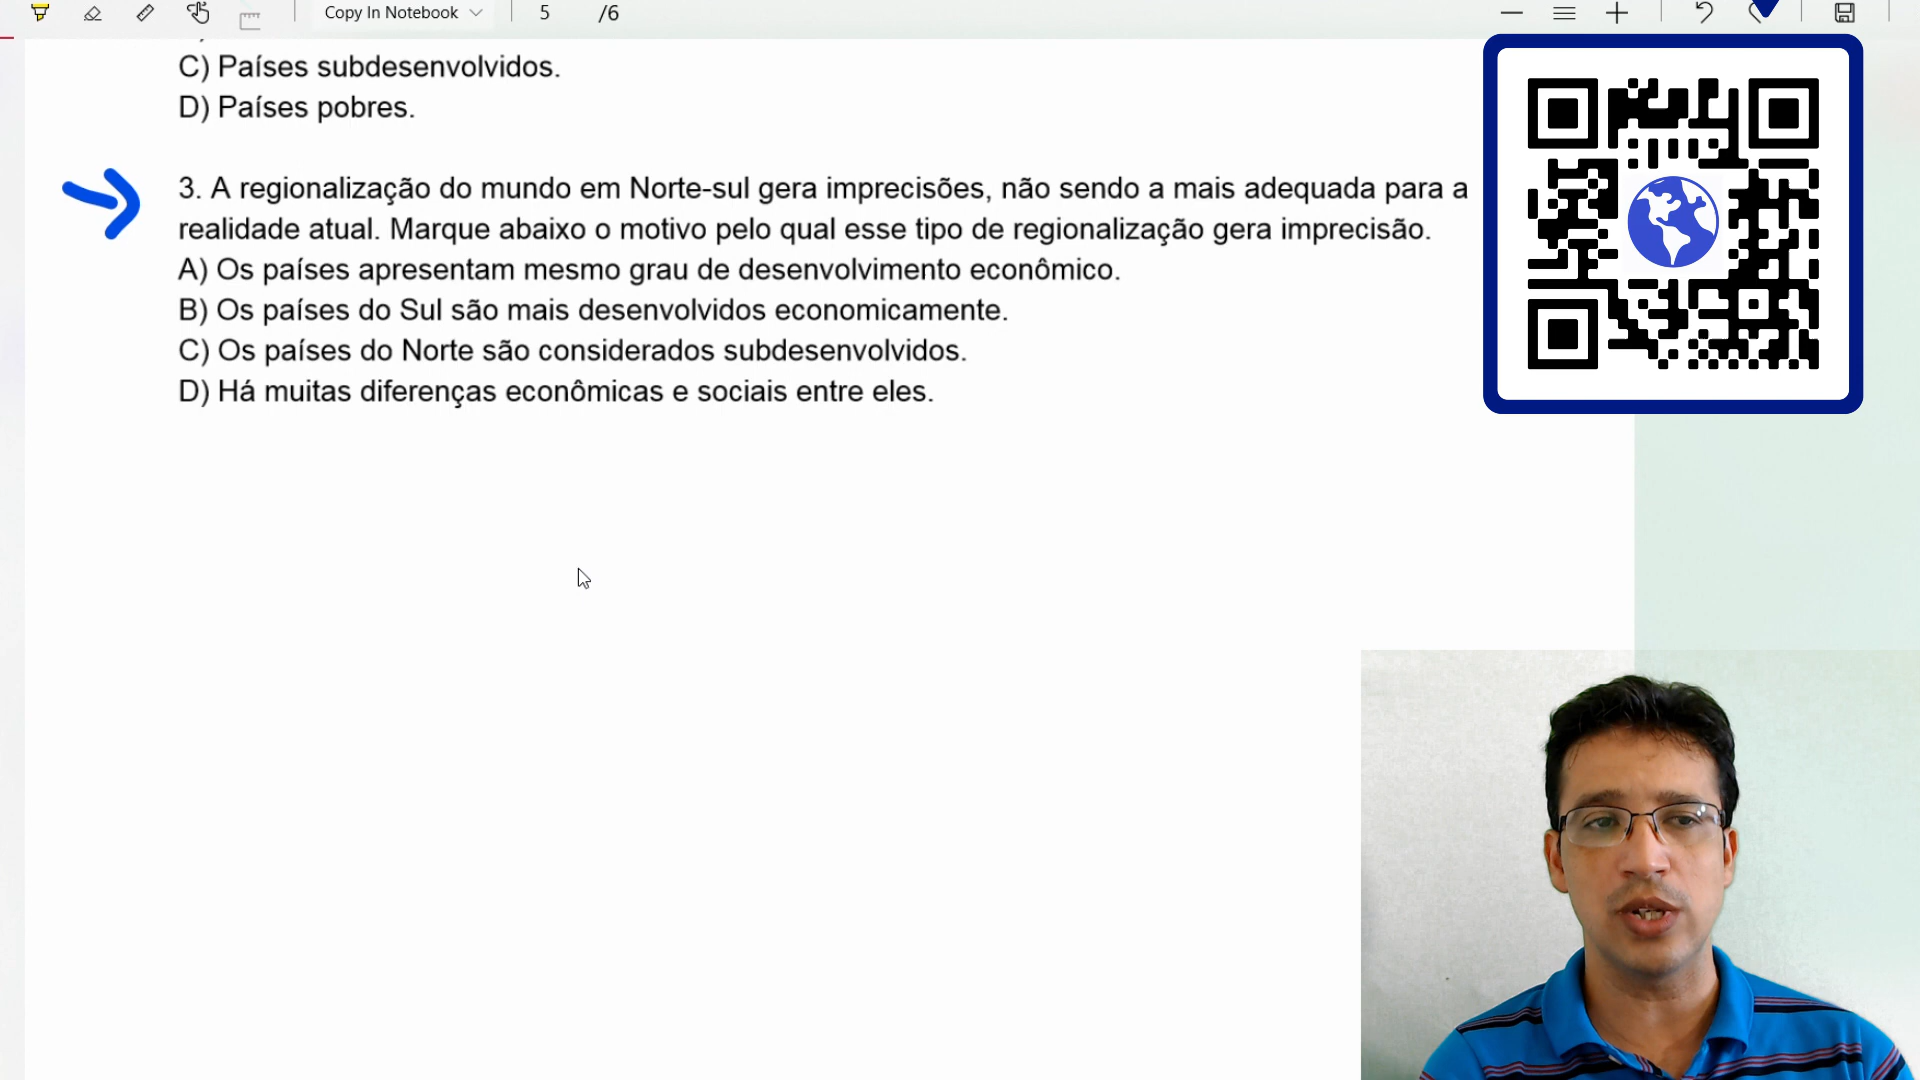 Copy In Notebook 5 /6
C) Países subdesenvolvidos.
D) Países pobres.
3. A regionalização do mundo em Norte-sul gera imprecisões, não sendo a mais adequada para a
realidade atual. Marque abaixo o motivo pelo qual esse tipo de regionalização gera imprecisão.
A) Os países apresentam mesmo grau de desenvolvimento econômico.
B) Os países do Sul são mais desenvolvidos economicamente.
C) Os países do Norte são considerados subdesenvolvidos.
D) Há muitas diferenças econômicas e sociais entre eles.